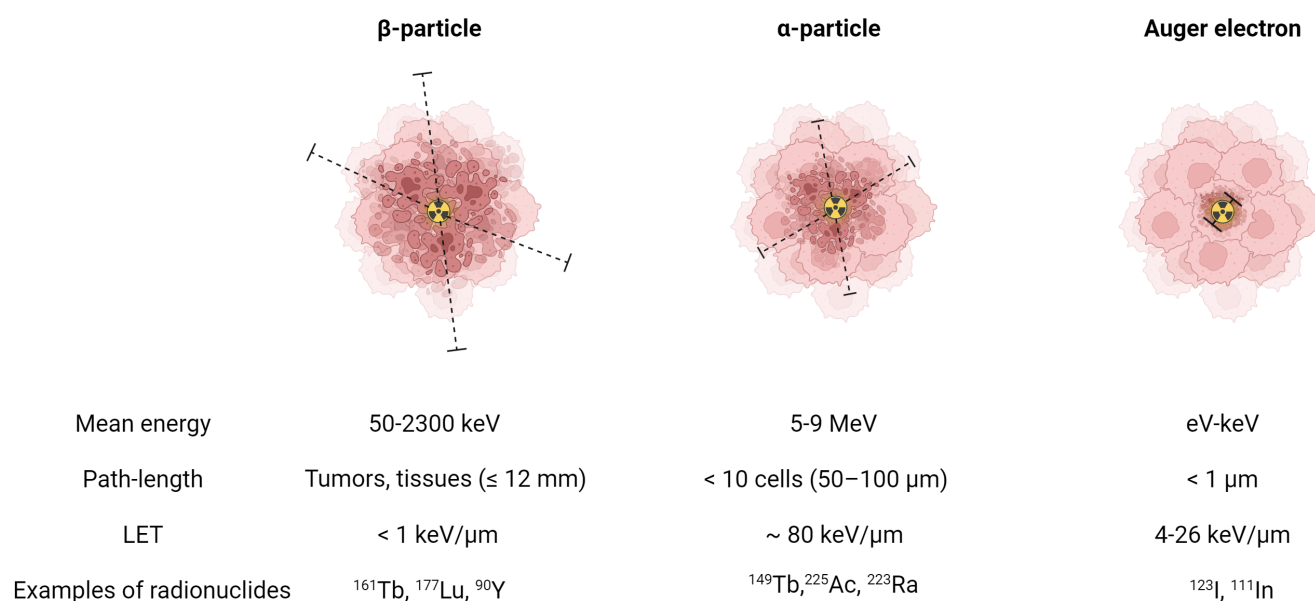 β-particle α-particle Auger electron
Mean energy 50-2300 keV 5-9 MeV eV-keV
Path-length Tumors, tissues (≤ 12 mm) < 10 cells (50–100 µm) < 1 µm
LET < 1 keV/µm ~ 80 keV/µm 4-26 keV/µm
Examples of radionuclides ¹⁶¹Tb, ¹⁷⁷Lu, ⁹⁰Y ¹⁴⁹Tb,²²⁵Ac, ²²³Ra ¹²³I, ¹¹¹In